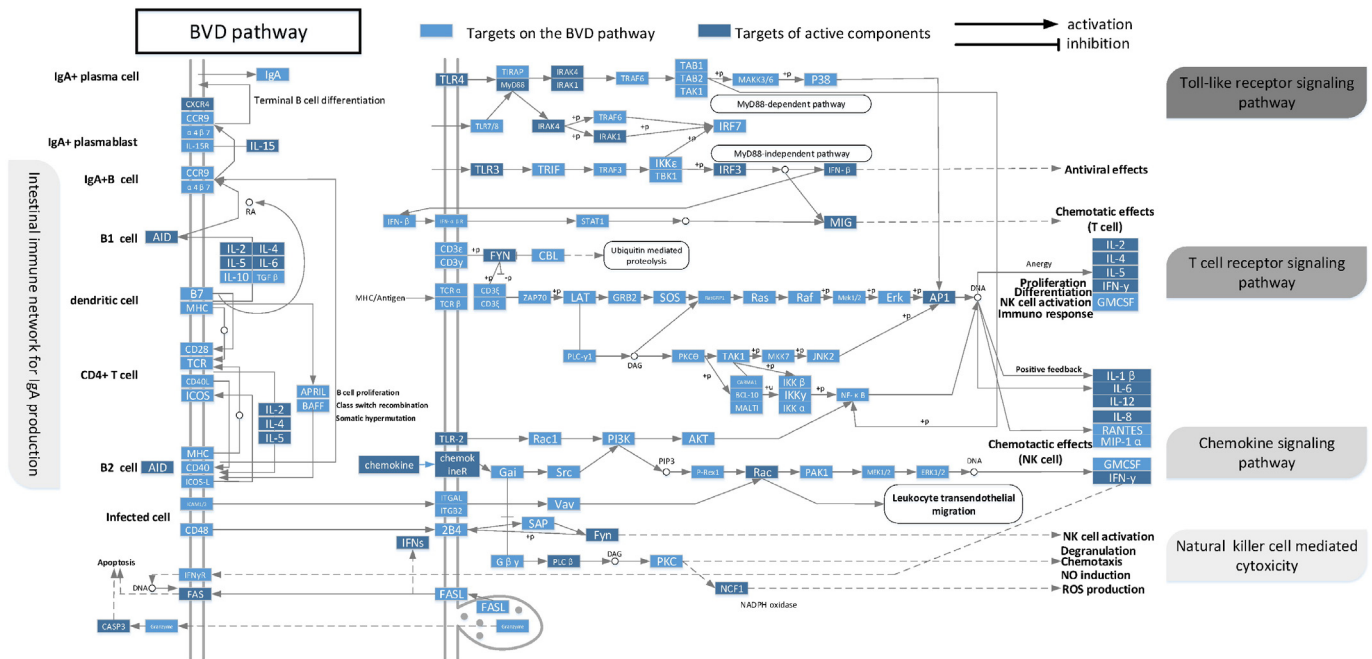 BVD pathway
Targets on the BVD pathway
Targets of active components
activation
inhibition
Intestinal immune network for IgA production
IgA+ plasma cell
IgA
Terminal B cell differentiation
CXCR4
CCR9
α4β7
IL-15R
IL-15
IgA+ plasmablast
IgA+B cell
CCR9
α4β7
RA
B1 cell
AID
IL-2
IL-4
IL-5
IL-6
IL-10
TGF β
dendritic cell
B7
MHC
CD28
TCR
CD4+ T cell
CD40L
ICOS
APRIL
BAFF
B cell proliferation
Class switch recombination
Somatic hypermutation
IL-2
IL-4
IL-5
B2 cell
AID
MHC
CD40
ICOS-L
Infected cell
CD48
Apoptosis
DNA
IFNγR
FAS
CASP3
TLR4
TIRAP
MyD88
IRAK4
IRAK1
TRAF6
TAB1
TAB2
TAK1
+p
MAKK3/6
+p
P38
MyD88-dependent pathway
TLR7/8
IRAK4
+p
TRAF6
+p
+p
IRAK1
+p
IRF7
MyD88-independent pathway
TLR3
TRIF
TRAF3
IKKε
TBK1
+p
IRF3
IFN-β
Antiviral effects
IFN-β
STAT1
MIG
Chemotatic effects
(T cell)
CD3ε
CD3γ
+p
FYN
CBL
Ubiquitin mediated
proteolysis
+p
+p
MHC/Antigen
TCR α
TCR β
CD3ξ
CD3ξ
ZAP70
+p
LAT
GRB2
SOS
Ras
Raf
+p
Mek1/2
+p
Erk
+p
AP1
DNA
Anergy
Proliferation
Differentiation
NK cell activation
Immuno response
IL-2
IL-4
IL-5
IFN-γ
GMCSF
PLC-γ1
DAG
PKCθ
+p
TAK1
+p
MKK7
+p
JNK2
+p
+p
+p
CARMA1
BCL-10
MALTI
+u
IKK β
IKKγ
IKK α
+p
NF-κB
+p
Positive feedback
IL-1 β
IL-6
IL-12
IL-8
RANTES
MIP-1 α
Chemotactic effects
(NK cell)
TLR-2
Rac1
PI3K
AKT
+p
chemokine
chemok
ineR
Gai
Src
PIP3
P-Rex1
Rac
PAK1
MEK1/2
ERK1/2
DNA
GMCSF
IFN-γ
ITGAL
ITGB2
Vav
Leukocyte transendothelial
migration
2B4
SAP
+p
Fyn
NK cell activation
Degranulation
IFNs
Gβγ
PLC β
DAG
PKC
Chemotaxis
NO induction
+p
NCF1
ROS production
NADPH oxidase
FASL
FASL
Toll-like receptor signaling
pathway
T cell receptor signaling
pathway
Chemokine signaling
pathway
Natural killer cell mediated
cytoxicity